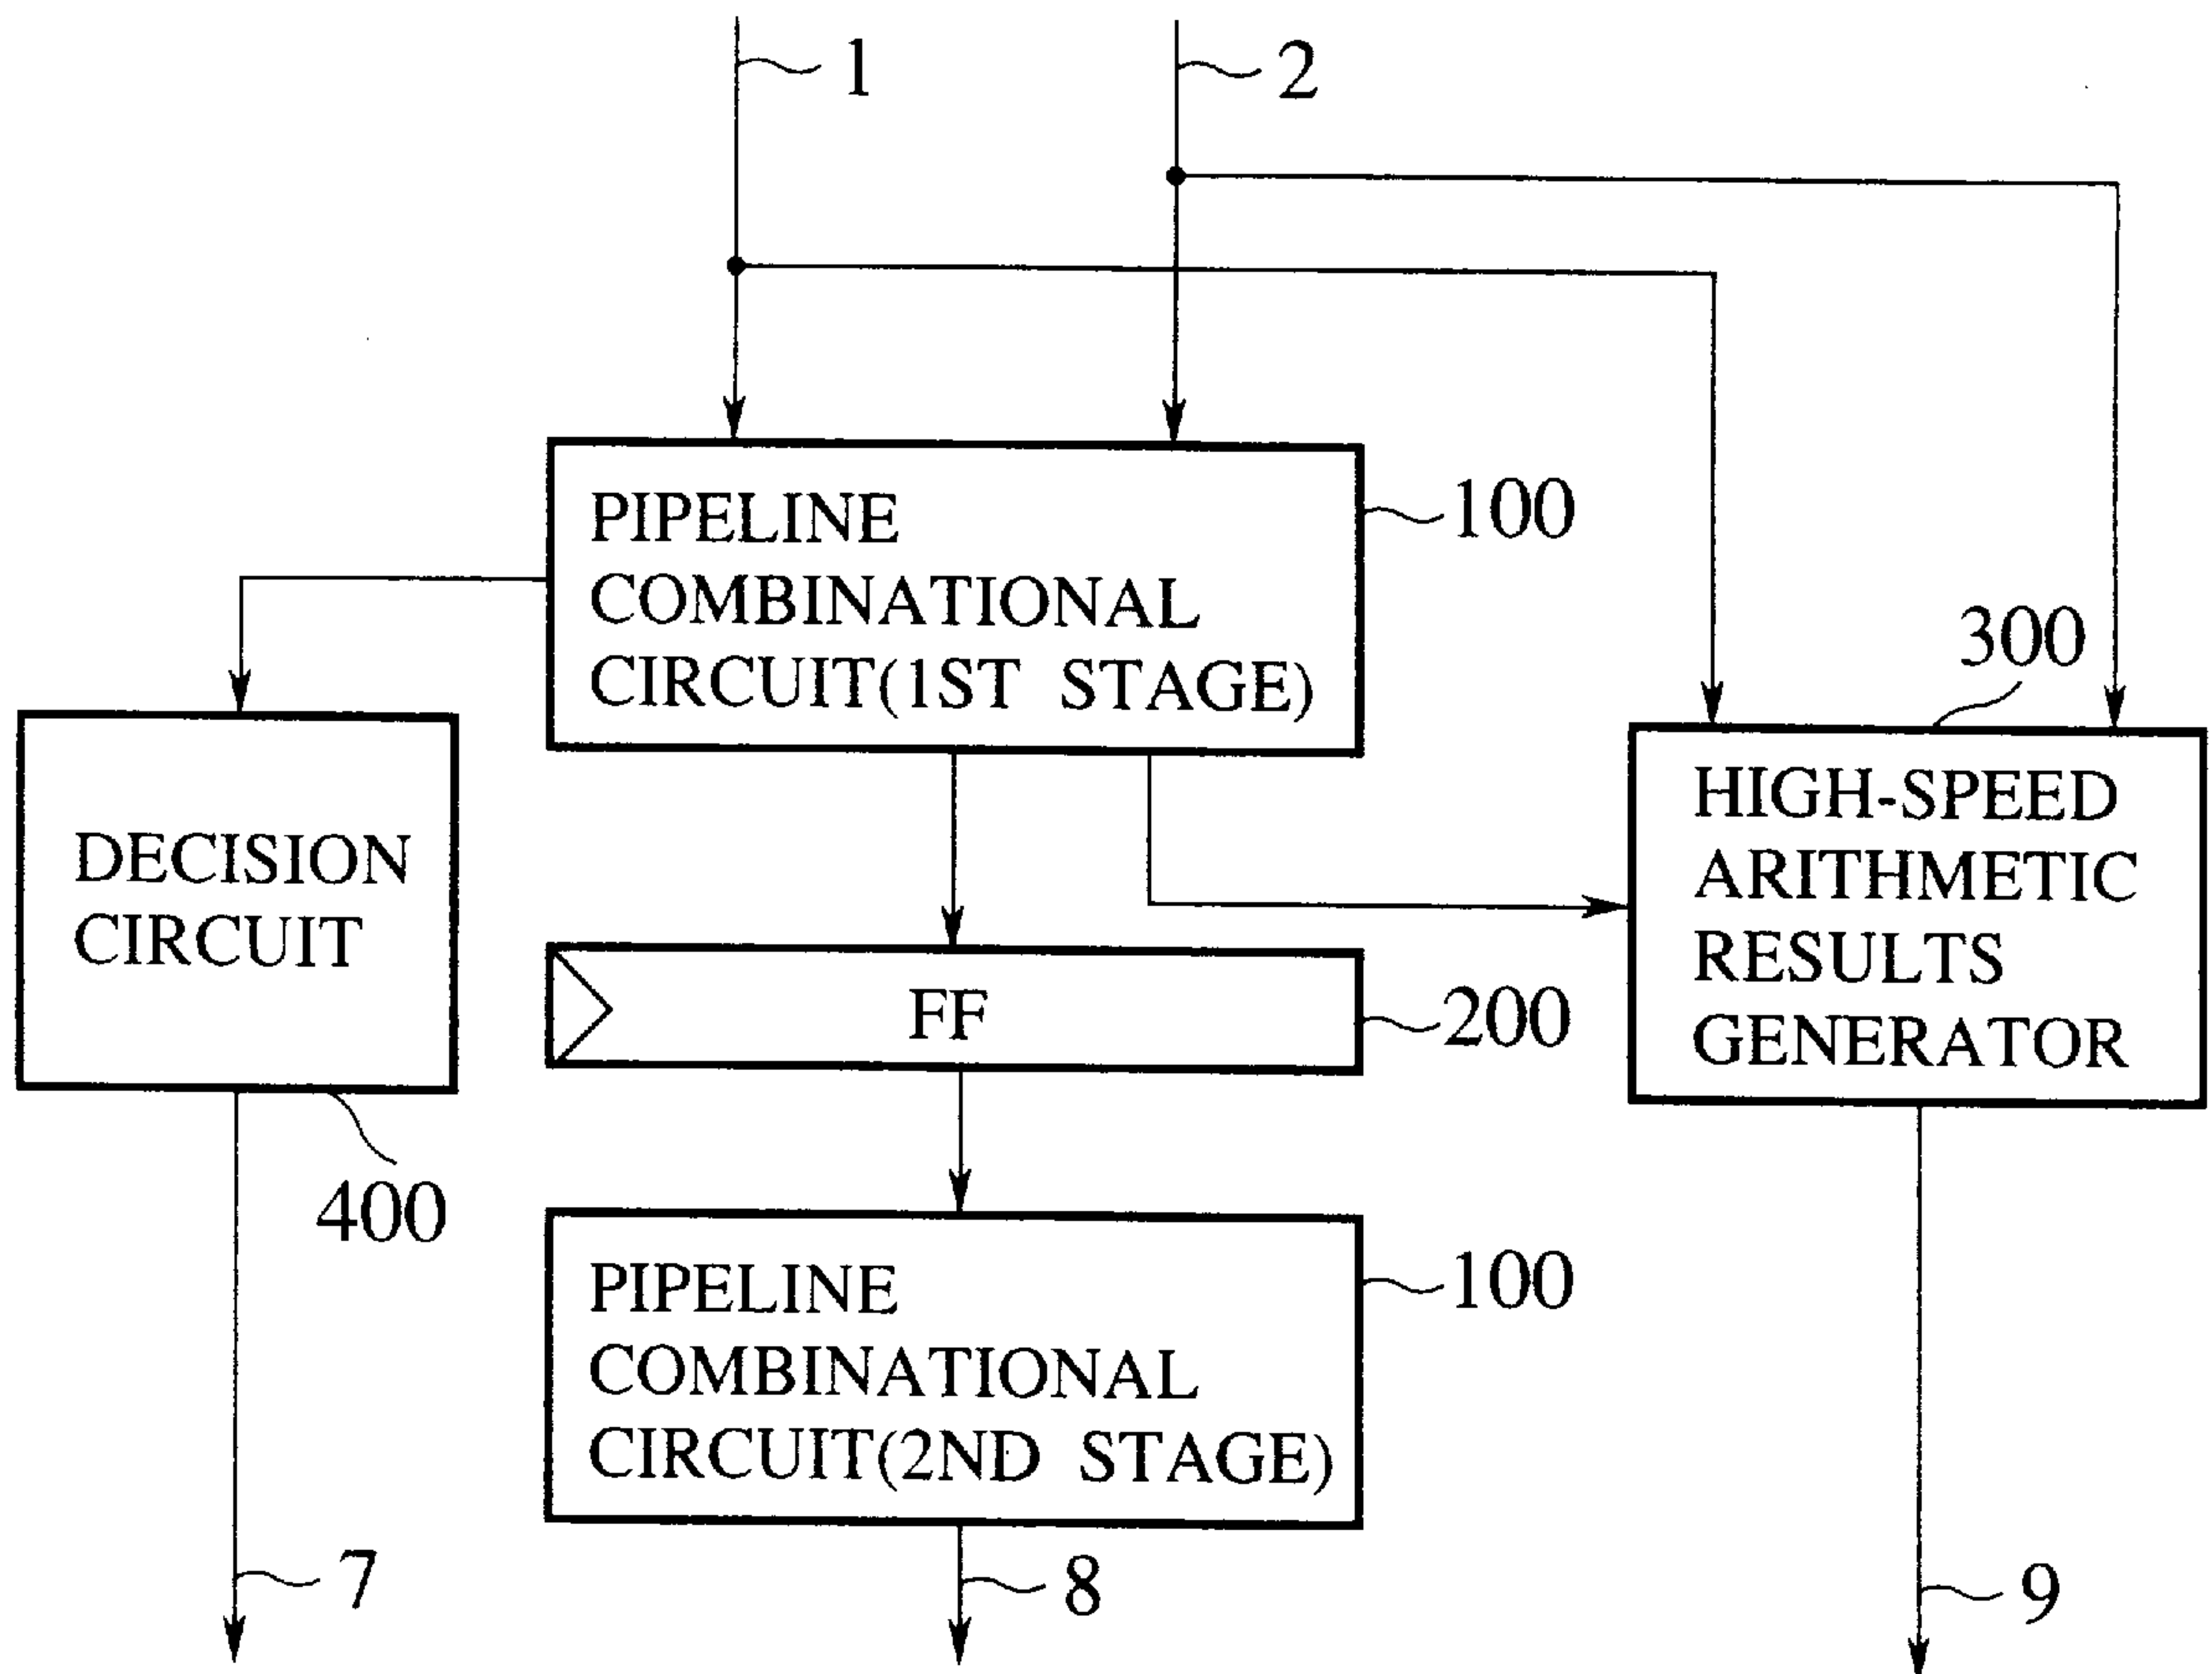 1
2
PIPELINE
COMBINATIONAL
CIRCUIT(1ST STAGE)
100
300
DECISION
CIRCUIT
400
HIGH-SPEED
ARITHMETIC
RESULTS
GENERATOR
FF
200
PIPELINE
COMBINATIONAL
CIRCUIT(2ND STAGE)
100
7
8
9